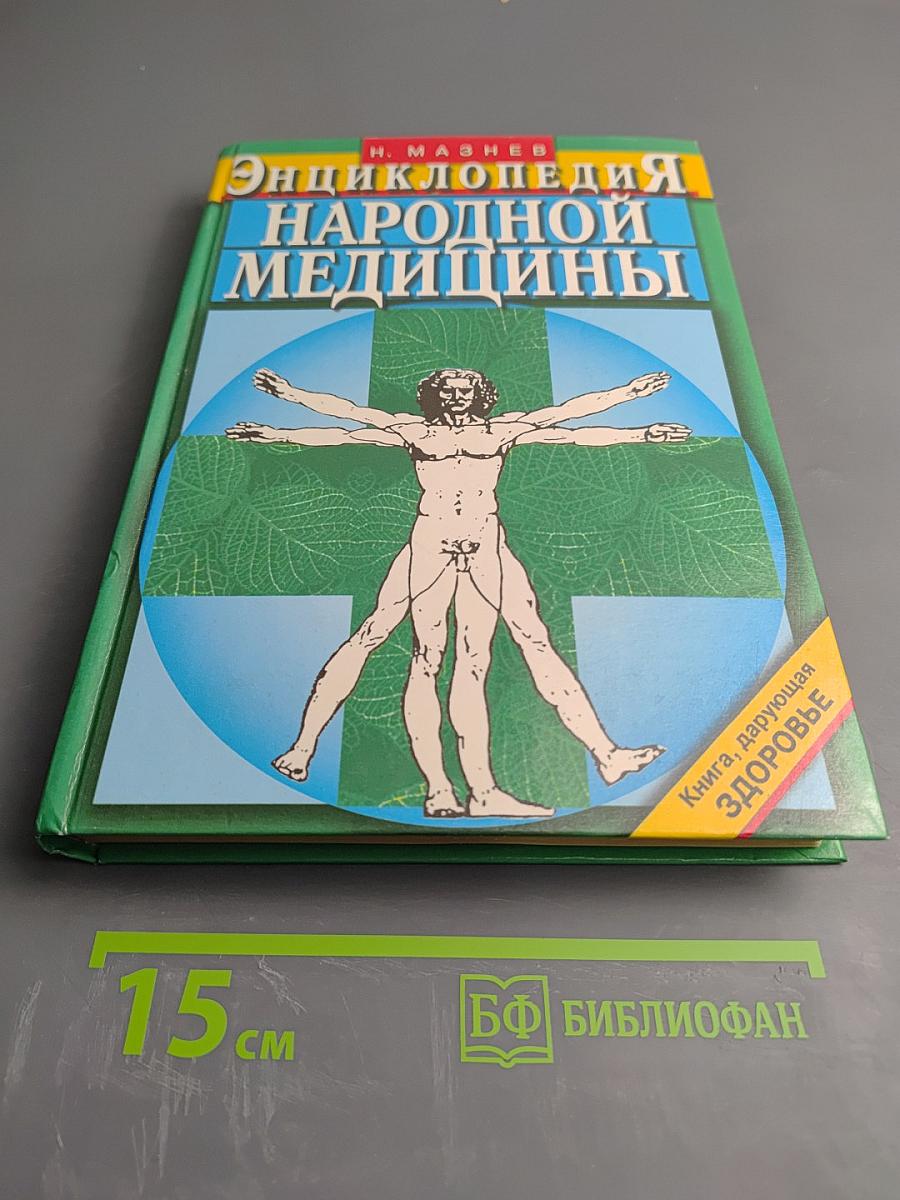 Н. МАЗНЕВ
ЭНЦИКЛОПЕДИЯ
НАРОДНОЙ
МЕДИЦИНЫ
Книга, дарующая
ЗДОРОВЬЕ
15 см
БФ БИБЛИОФАН